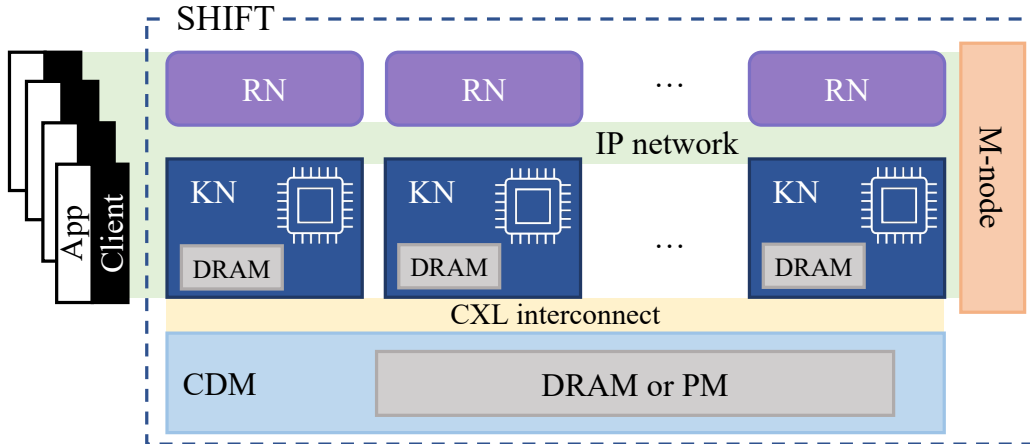 SHIFT
RN
RN
...
RN
IP network
M-node
App
Client
KN
DRAM
KN
DRAM
...
KN
DRAM
CXL interconnect
CDM
DRAM or PM